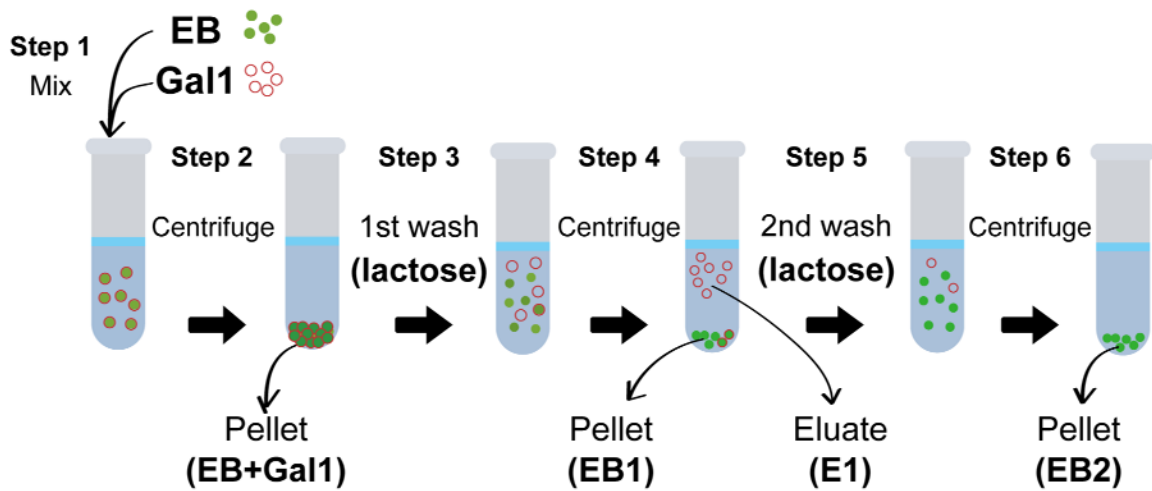 Step 1
Mix
EB
Gal1
Step 2
Centrifuge
Step 3
1st wash
(lactose)
Step 4
Centrifuge
Step 5
2nd wash
(lactose)
Step 6
Centrifuge
Pellet
(EB+Gal1)
Pellet
(EB1)
Eluate
(E1)
Pellet
(EB2)